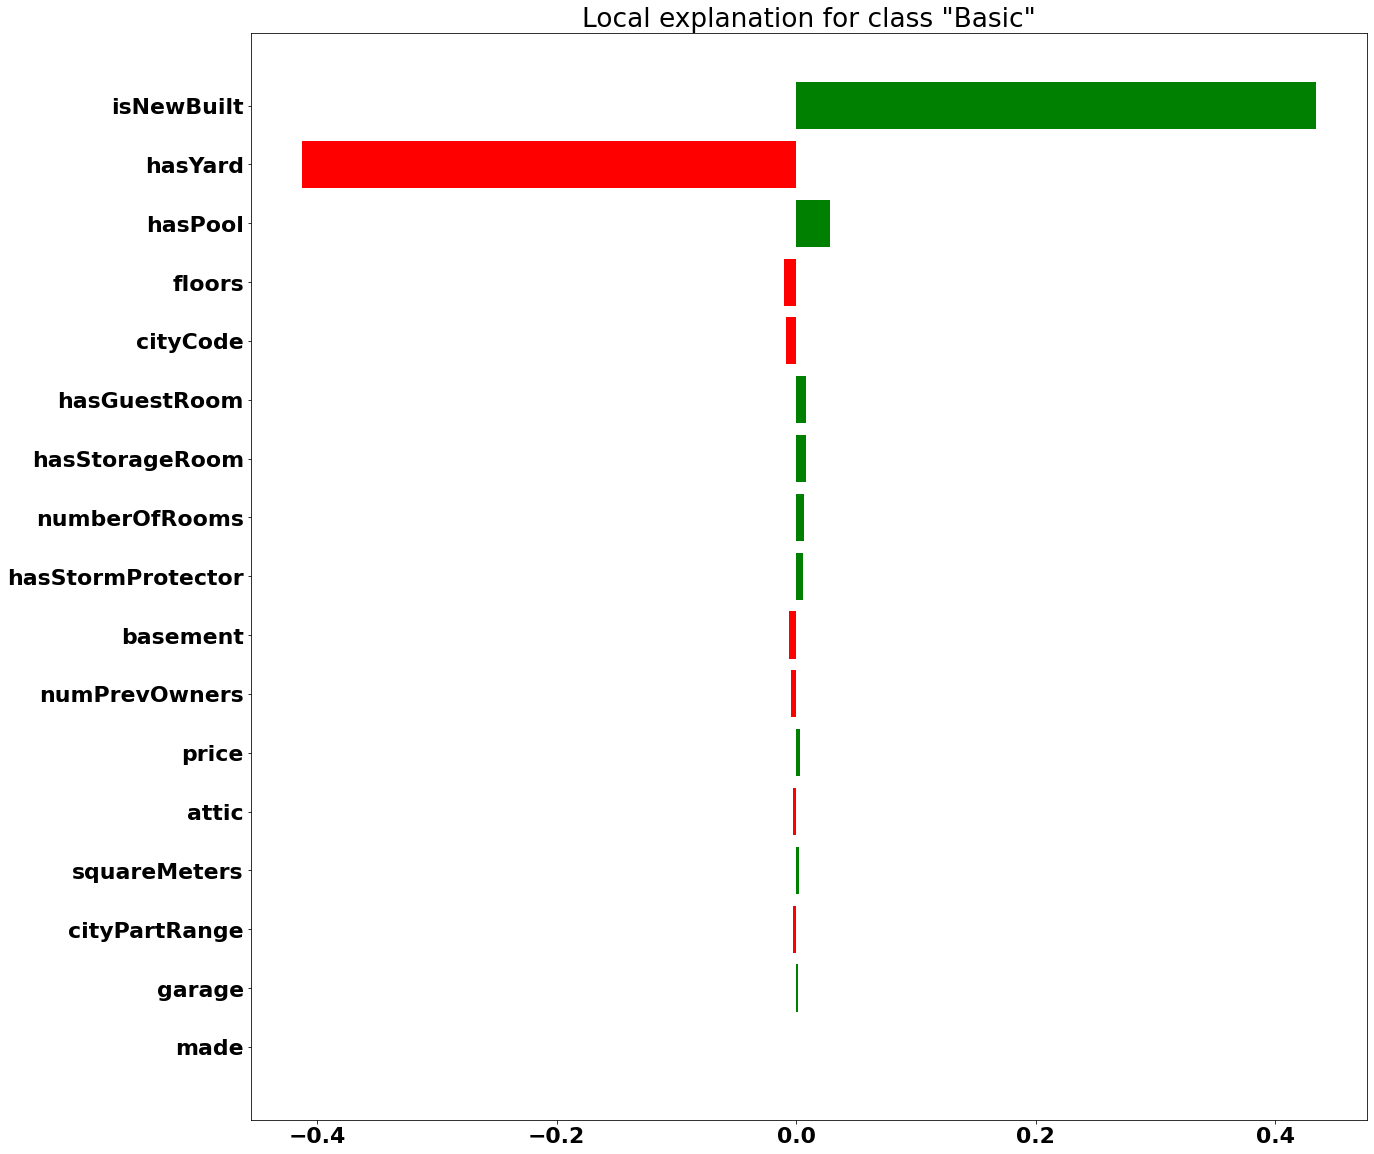 Local explanation for class "Basic"
isNewBuilt
hasYard
hasPool
floors
cityCode
hasGuestRoom
hasStorageRoom
numberOfRooms
hasStormProtector
basement
numPrevOwners
price
attic
squareMeters
cityPartRange
garage
made
−0.4 −0.2 0.0 0.2 0.4